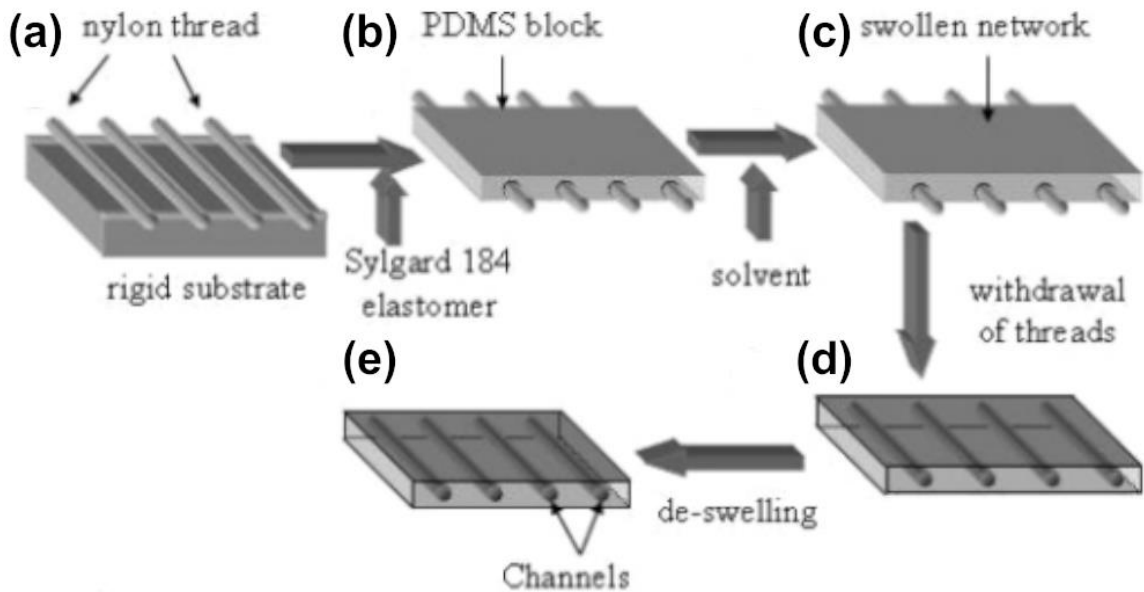 (a)
nylon thread
(b)
PDMS block
(c)
swollen network
rigid substrate
Sylgard 184
elastomer
solvent
withdrawal
of threads
(e)
(d)
de-swelling
Channels